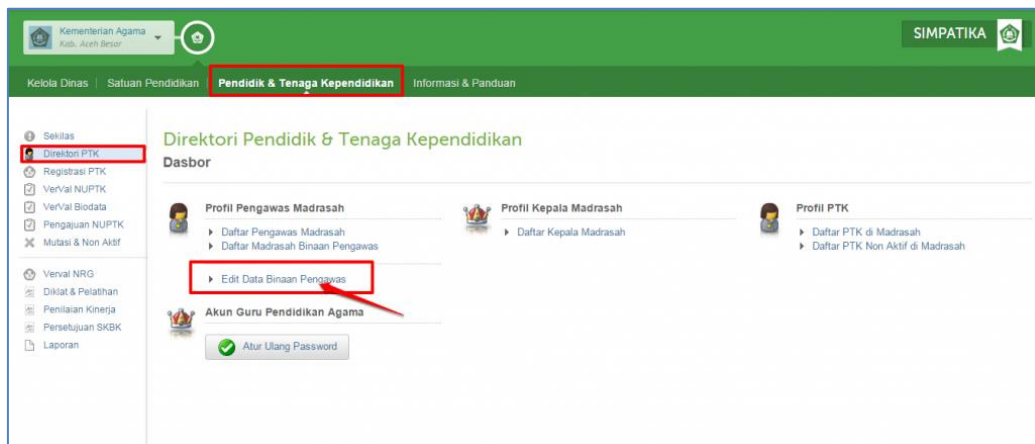 Kementerian Agama
Kab. Aceh Besar
SIMPATIKA
Kelola Dinas | Satuan Pendidikan | Pendidik & Tenaga Kependidikan Informasi & Panduan
Sekilas
Direktori PTK
Registrasi PTK
VerVal NUPTK
VerVal Biodata
Pengajuan NUPTK
Mutasi & Non Aktif
Verval NRG
Diklat & Pelatihan
Penilaian Kinerja
Persetujuan SKBK
Laporan
Direktori Pendidik & Tenaga Kependidikan
Dasbor
Profil Pengawas Madrasah
Daftar Pengawas Madrasah
Daftar Madrasah Binaan Pengawas
Edit Data Binaan Pengawas
Akun Guru Pendidikan Agama
Atur Ulang Password
Profil Kepala Madrasah
Daftar Kepala Madrasah
Profil PTK
Daftar PTK di Madrasah
Daftar PTK Non Aktif di Madrasah